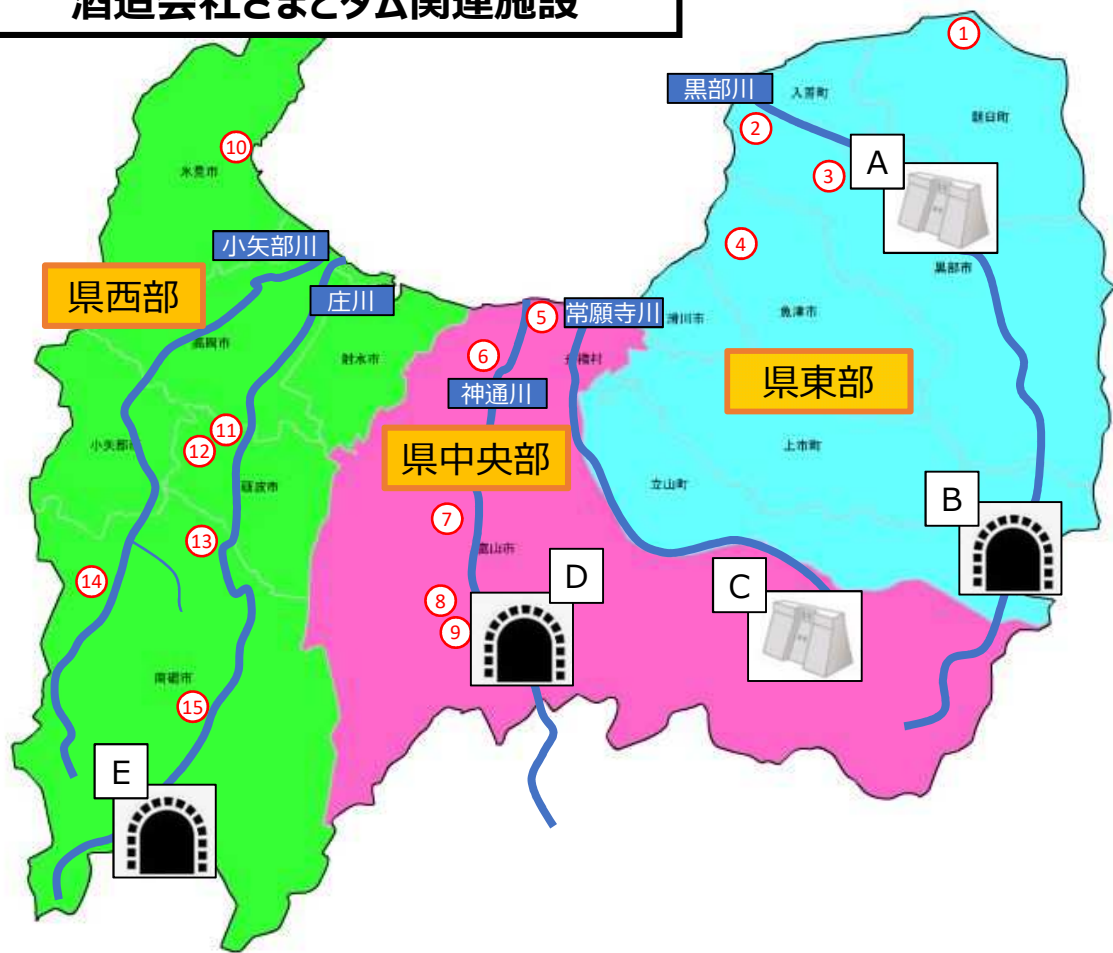 酒造会社さまとダム関連施設
1
黒部川
入善町
朝日町
2
10
氷見市
A
3
小矢部川
4
県西部
黒部市
庄川
5
常願寺川
滑川市
魚津市
高岡市
射水市
6
舟橋村
神通川
県東部
11
小矢部市
12
県中央部
上市町
砺波市
立山町
B
7
13
富山市
14
D
C
8
9
南砺市
15
E